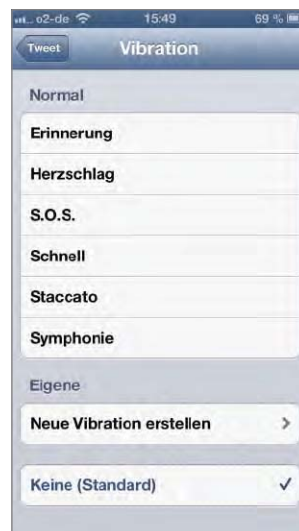 o2-de 15:49 69 %
Tweet Vibration
Normal
Erinnerung
Herzschlag
S.O.S.
Schnell
Staccato
Symphonie
Eigene
Neue Vibration erstellen
Keine (Standard)